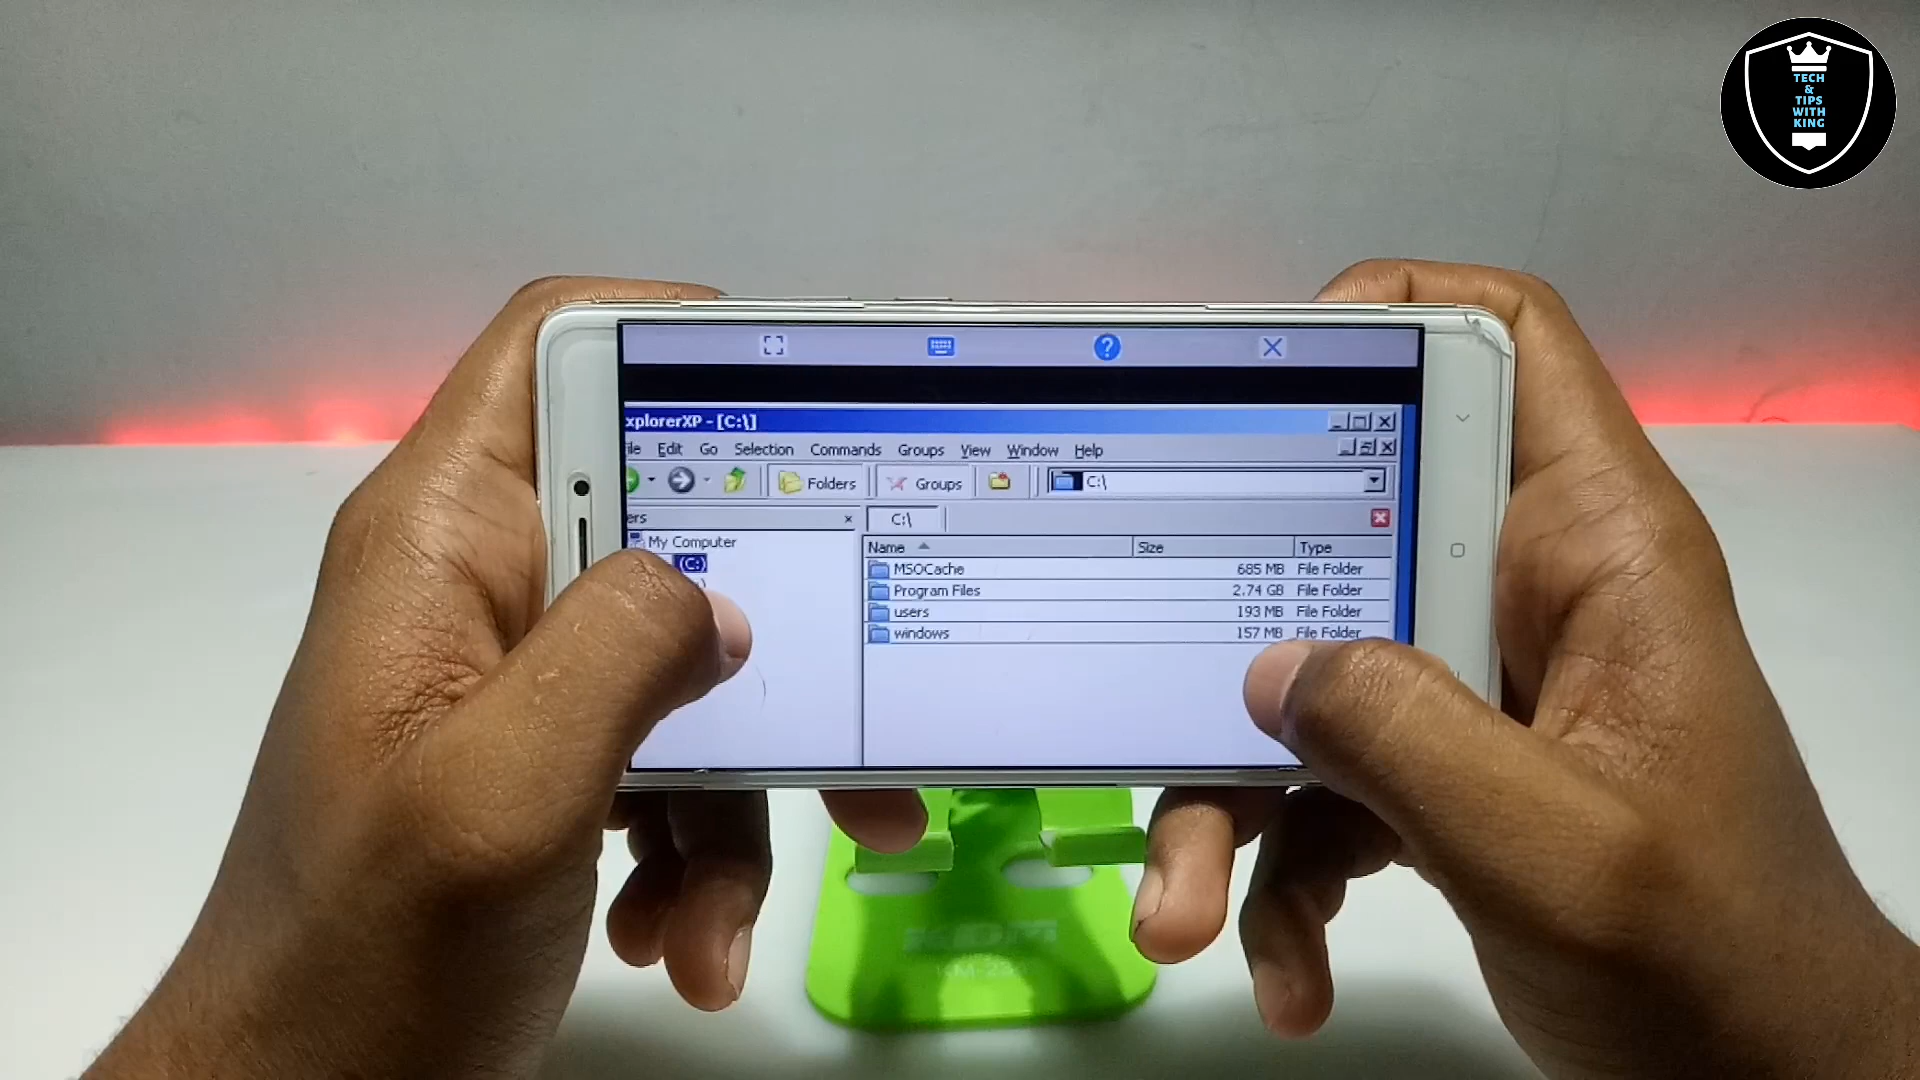 TECH
&
TIPS
WITH
KING
xplorerXP - [C:\]
ile Edit Go Selection Commands Groups View Window Help
Folders Groups C:\
ers × C:\
My Computer
(C:)
Name Size Type
MSOCache 685 MB File Folder
Program Files 2.74 GB File Folder
users 193 MB File Folder
windows 157 MB File Folder